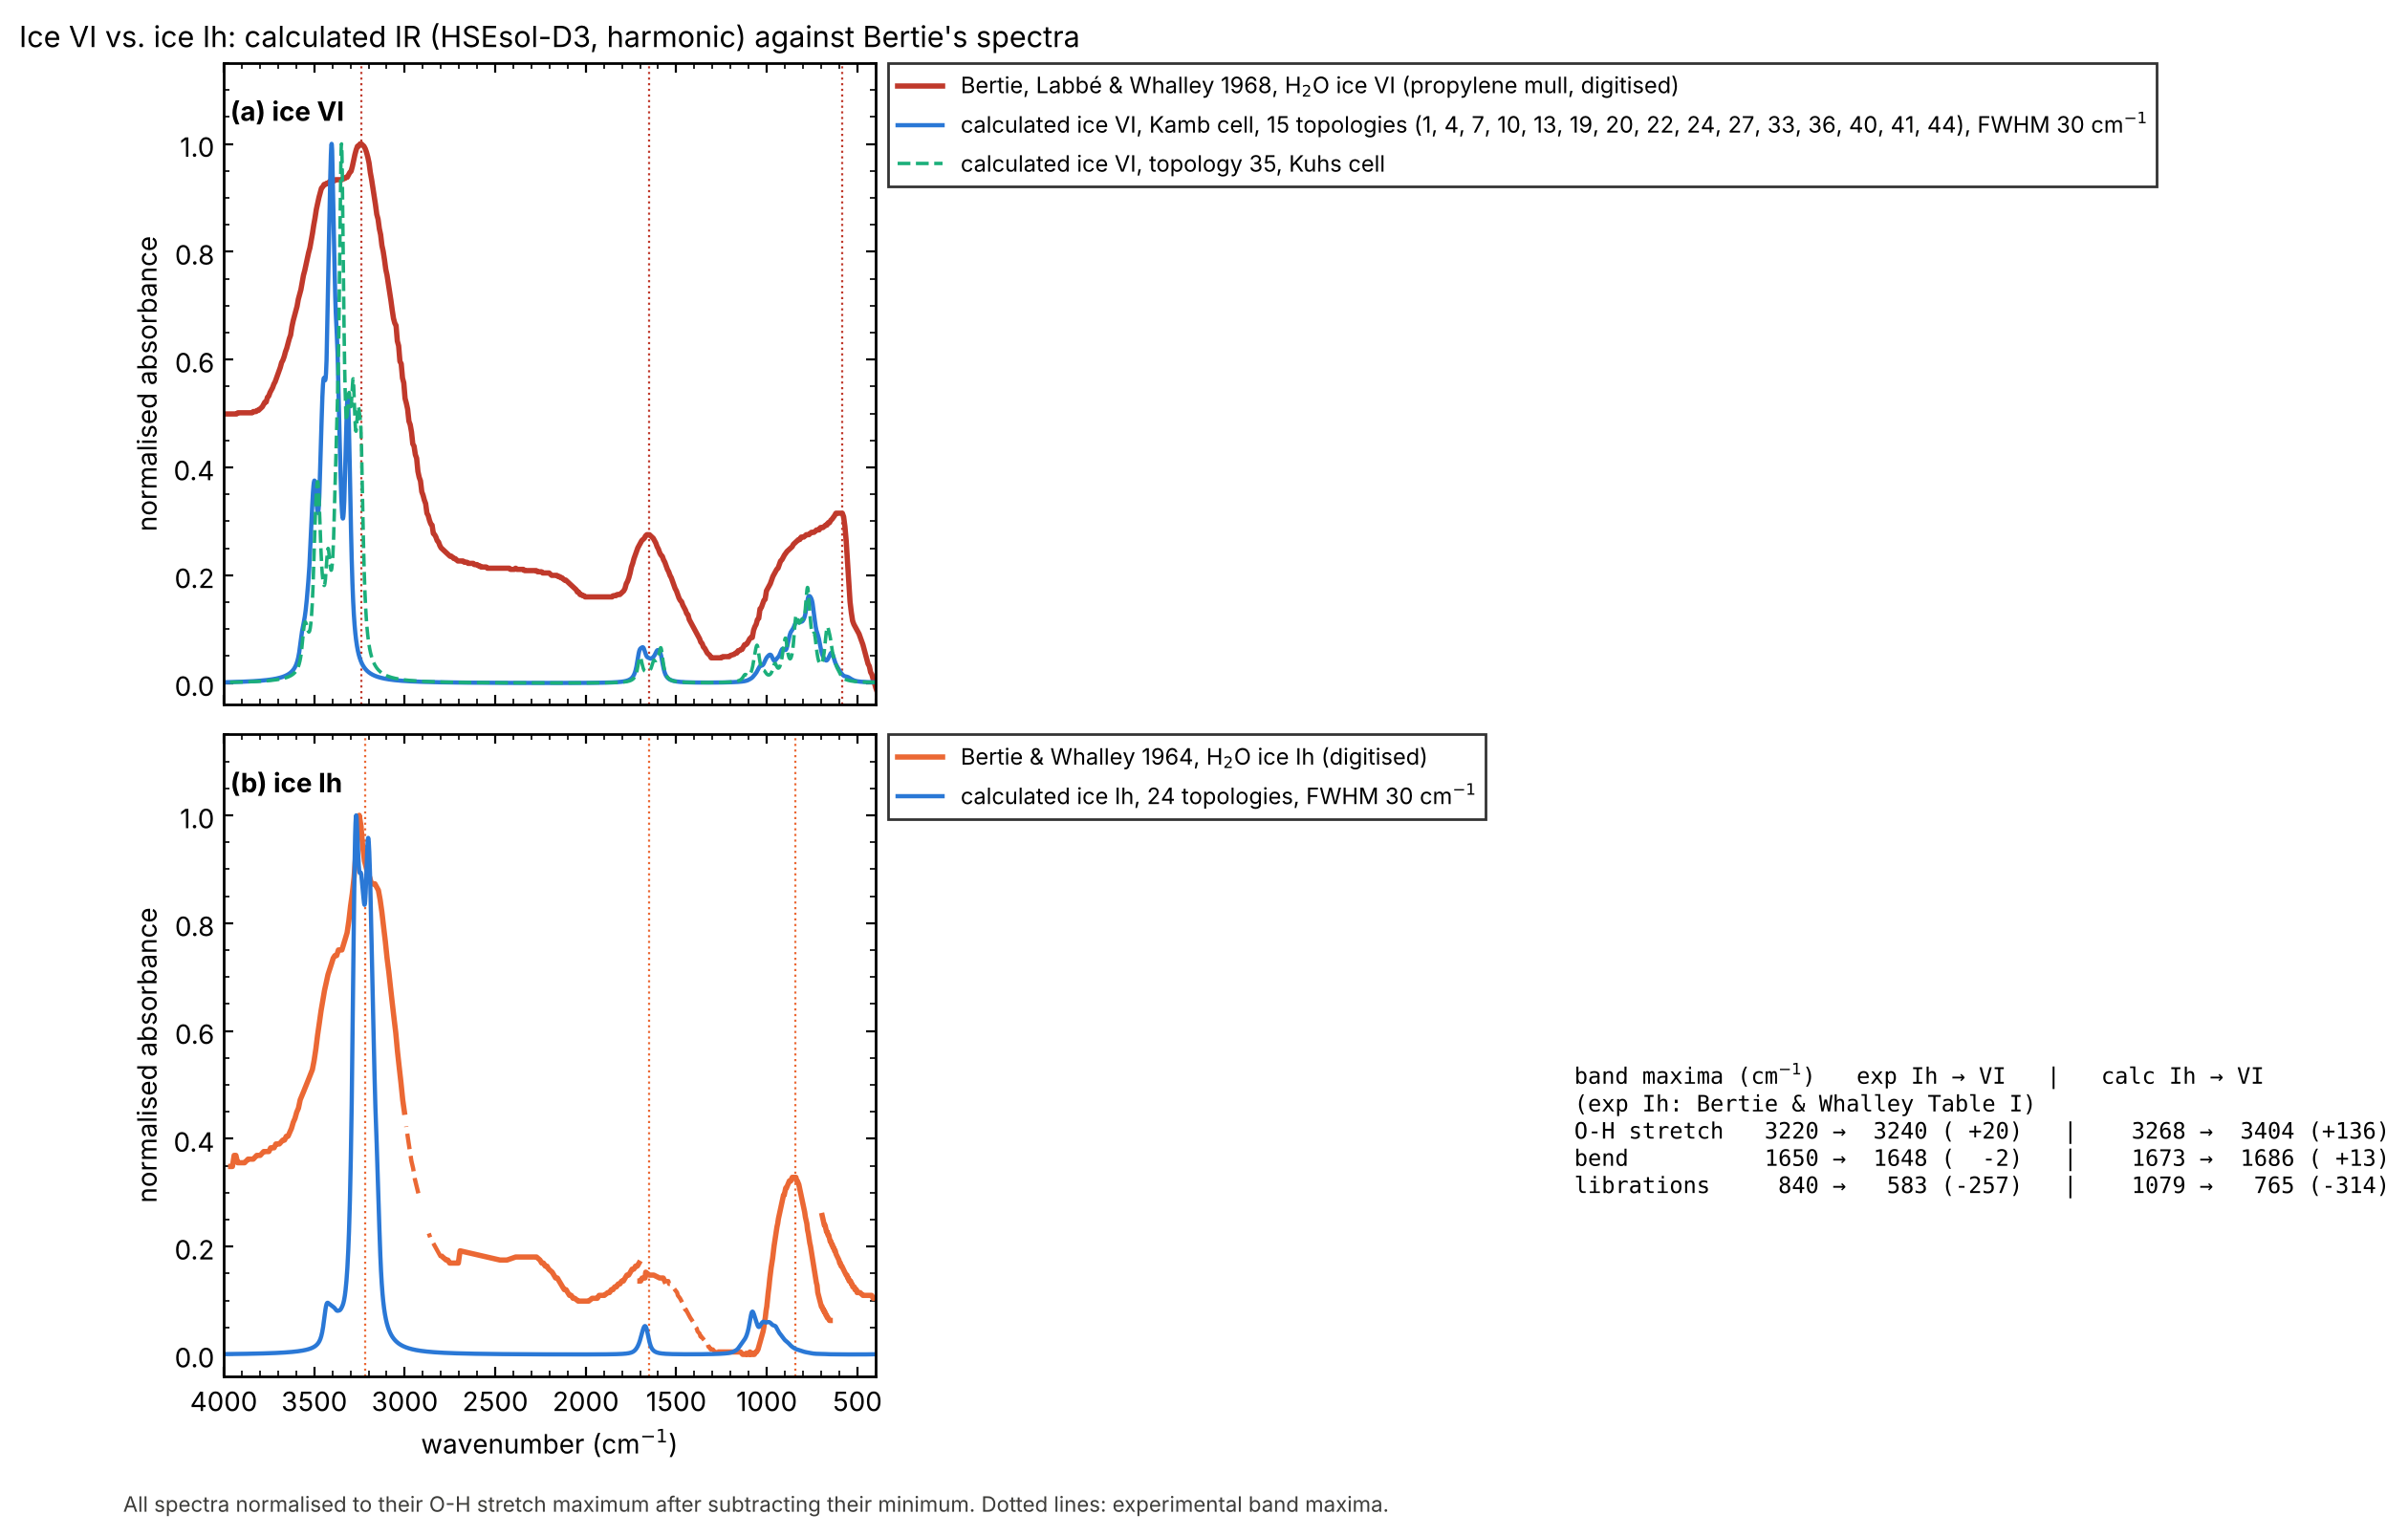 Ice VI vs. ice Ih: calculated IR (HSEsol-D3, harmonic) against Bertie's spectra
(a) ice VI
normalised absorbance
1.0
0.8
0.6
0.4
0.2
0.0
Bertie, Labbé & Whalley 1968, H₂O ice VI (propylene mull, digitised)
calculated ice VI, Kamb cell, 15 topologies (1, 4, 7, 10, 13, 19, 20, 22, 24, 27, 33, 36, 40, 41, 44), FWHM 30 cm⁻¹
calculated ice VI, topology 35, Kuhs cell
(b) ice Ih
normalised absorbance
1.0
0.8
0.6
0.4
0.2
0.0
4000 3500 3000 2500 2000 1500 1000 500
wavenumber (cm⁻¹)
Bertie & Whalley 1964, H₂O ice Ih (digitised)
calculated ice Ih, 24 topologies, FWHM 30 cm⁻¹
band maxima (cm⁻¹) exp Ih → VI | calc Ih → VI
(exp Ih: Bertie & Whalley Table I)
O-H stretch 3220 → 3240 ( +20) | 3268 → 3404 (+136)
bend 1650 → 1648 ( -2) | 1673 → 1686 ( +13)
librations 840 → 583 (-257) | 1079 → 765 (-314)
All spectra normalised to their O-H stretch maximum after subtracting their minimum. Dotted lines: experimental band maxima.